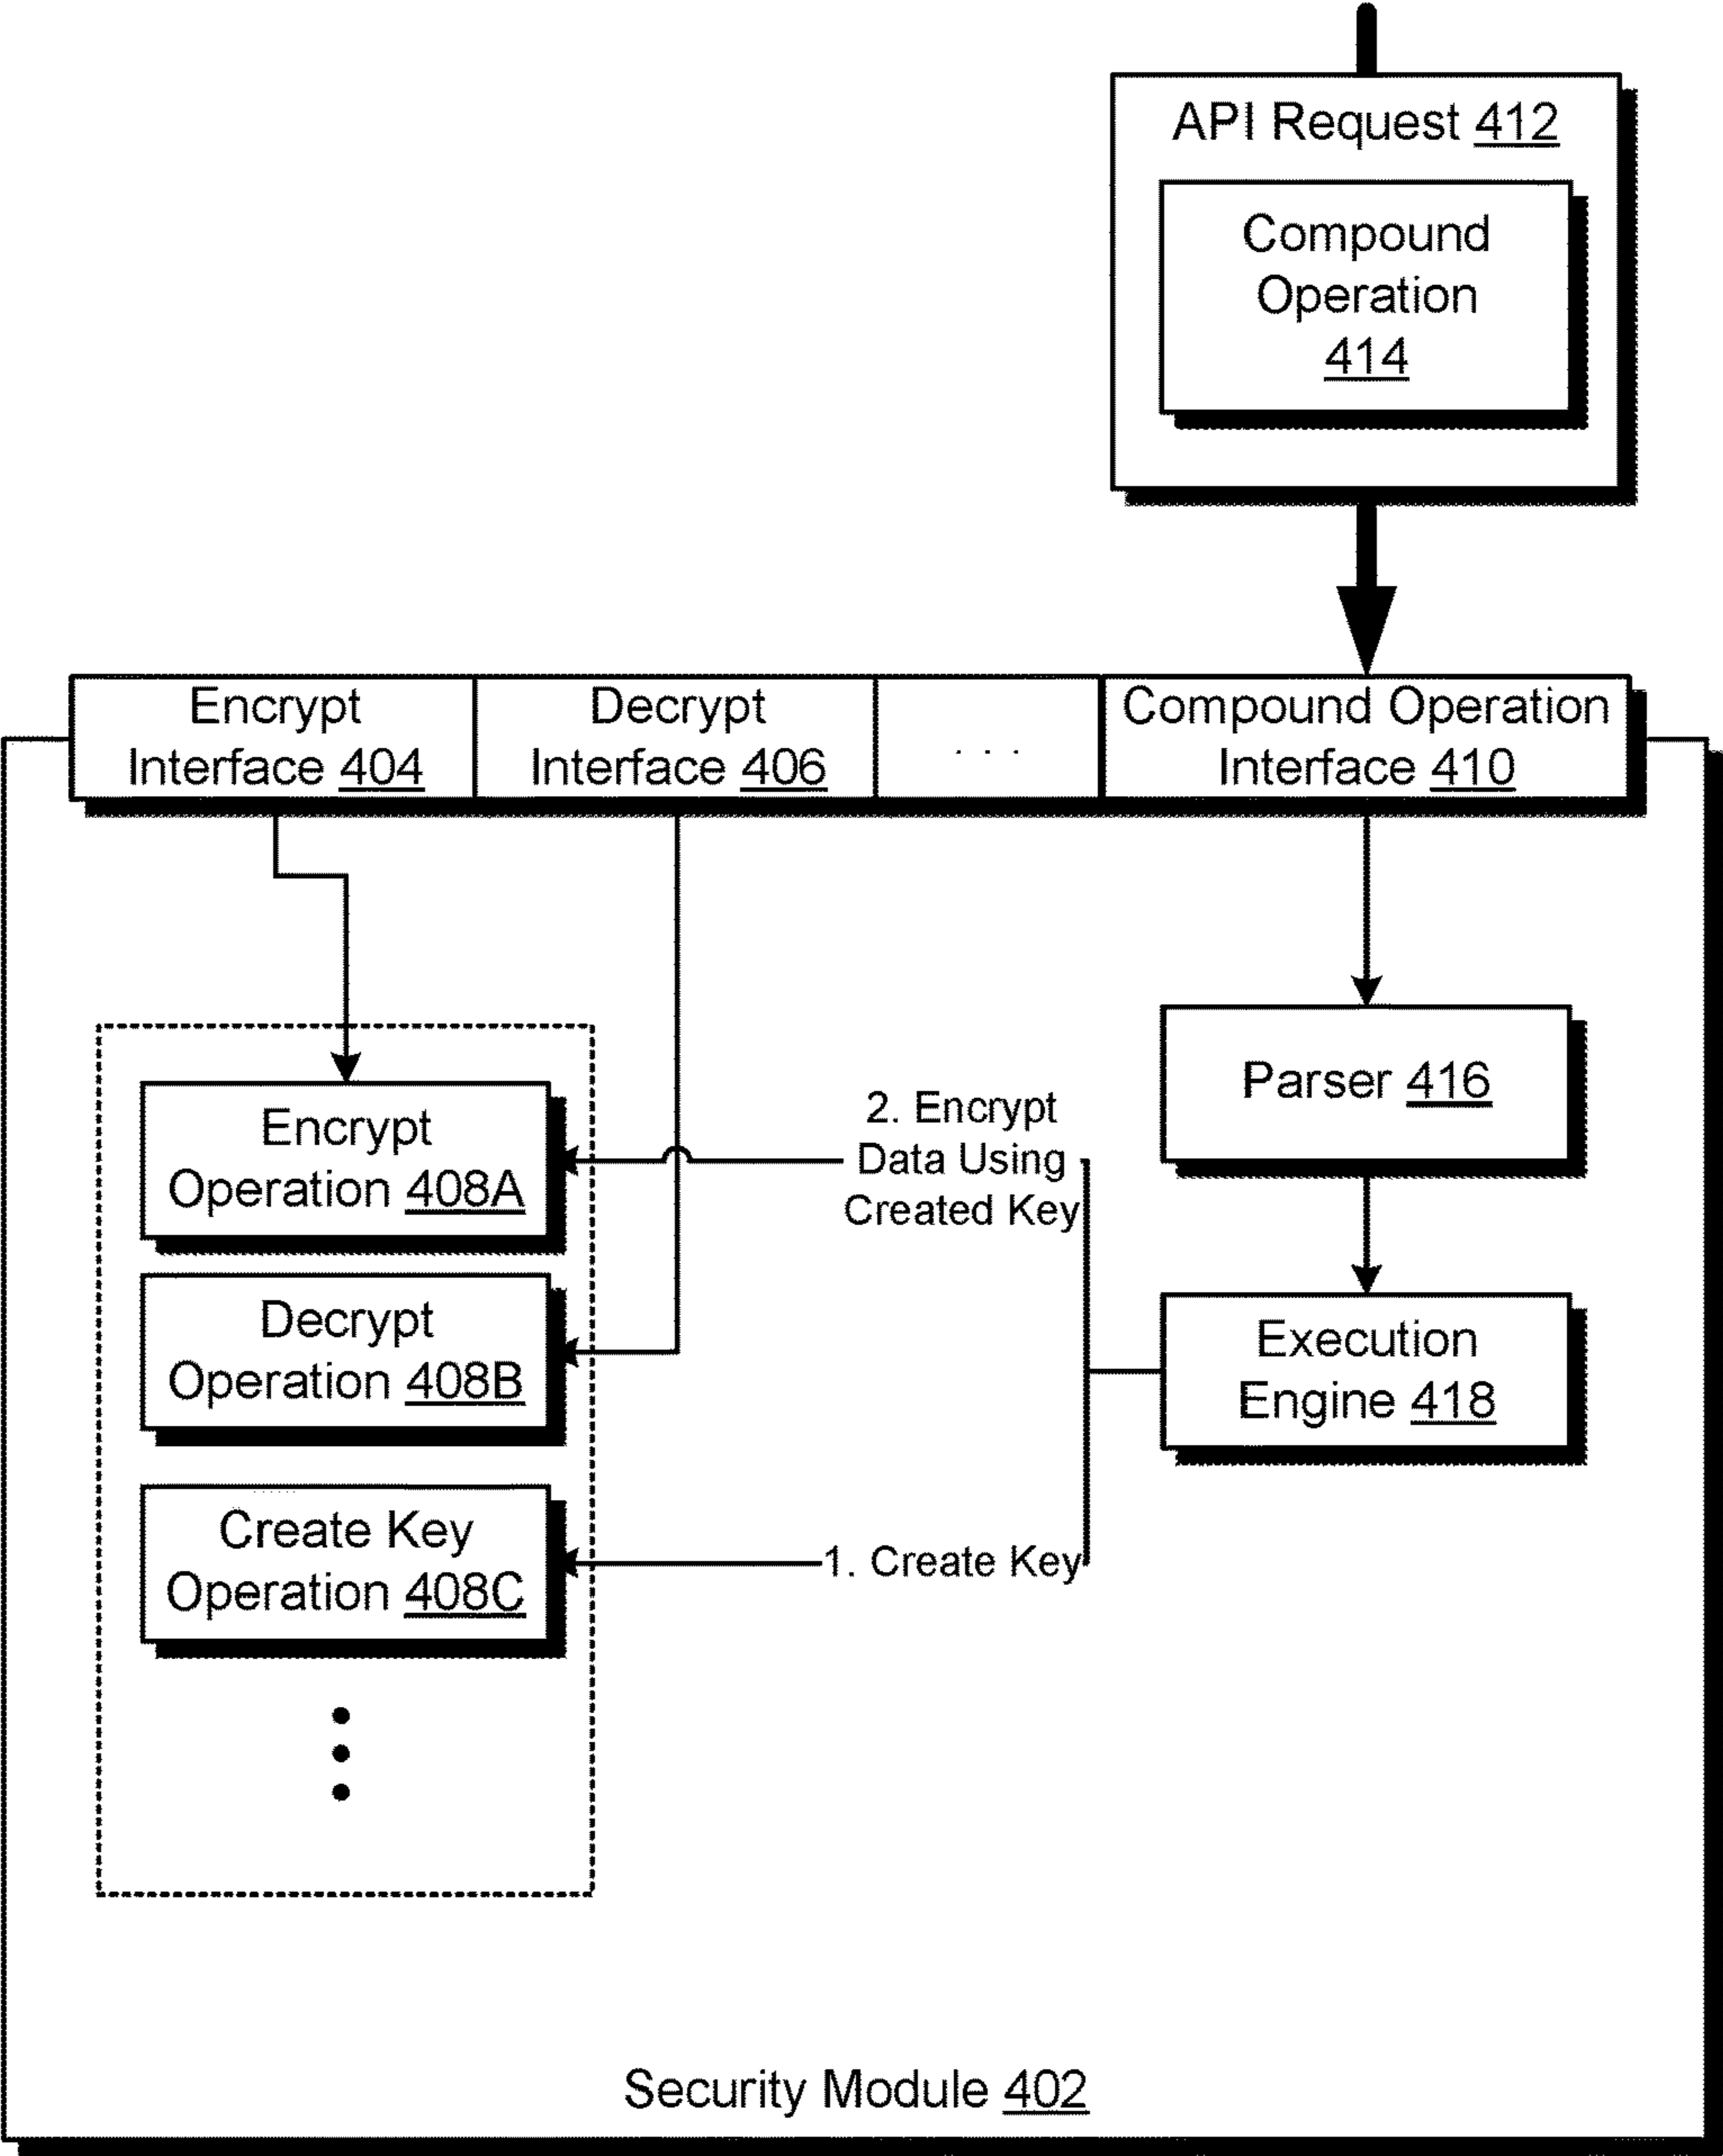 API Request 412
Compound
Operation
414
Encrypt
Interface 404
Decrypt
Interface 406
. . .
Compound Operation
Interface 410
Encrypt
Operation 408A
Decrypt
Operation 408B
Create Key
Operation 408C
2. Encrypt
Data Using
Created Key
1. Create Key
Parser 416
Execution
Engine 418
Security Module 402